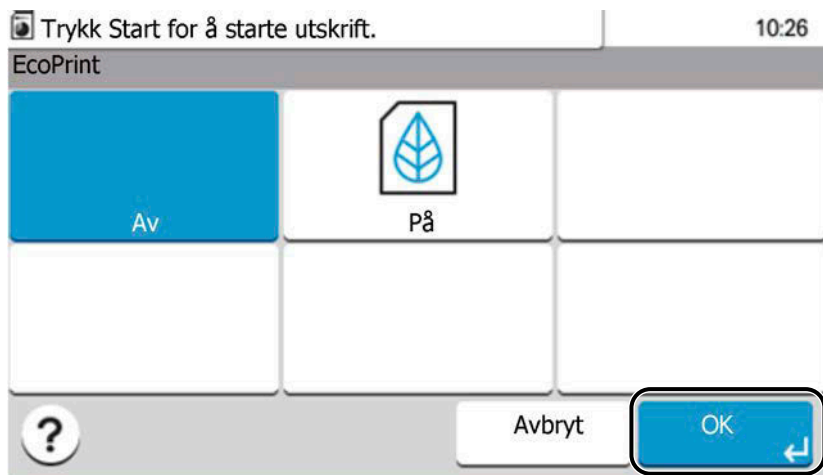 Trykk Start for å starte utskrift.
10:26
EcoPrint
Av
På
?
Avbryt
OK